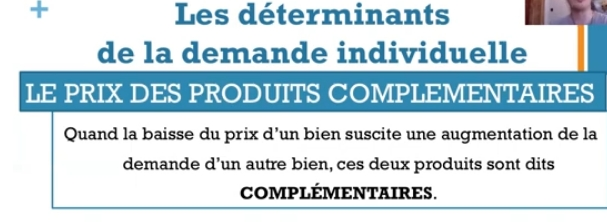 +
Les déterminants
de la demande individuelle
LE PRIX DES PRODUITS COMPLEMENTAIRES
Quand la baisse du prix d'un bien suscite une augmentation de la
demande d'un autre bien, ces deux produits sont dits
COMPLÉMENTAIRES.